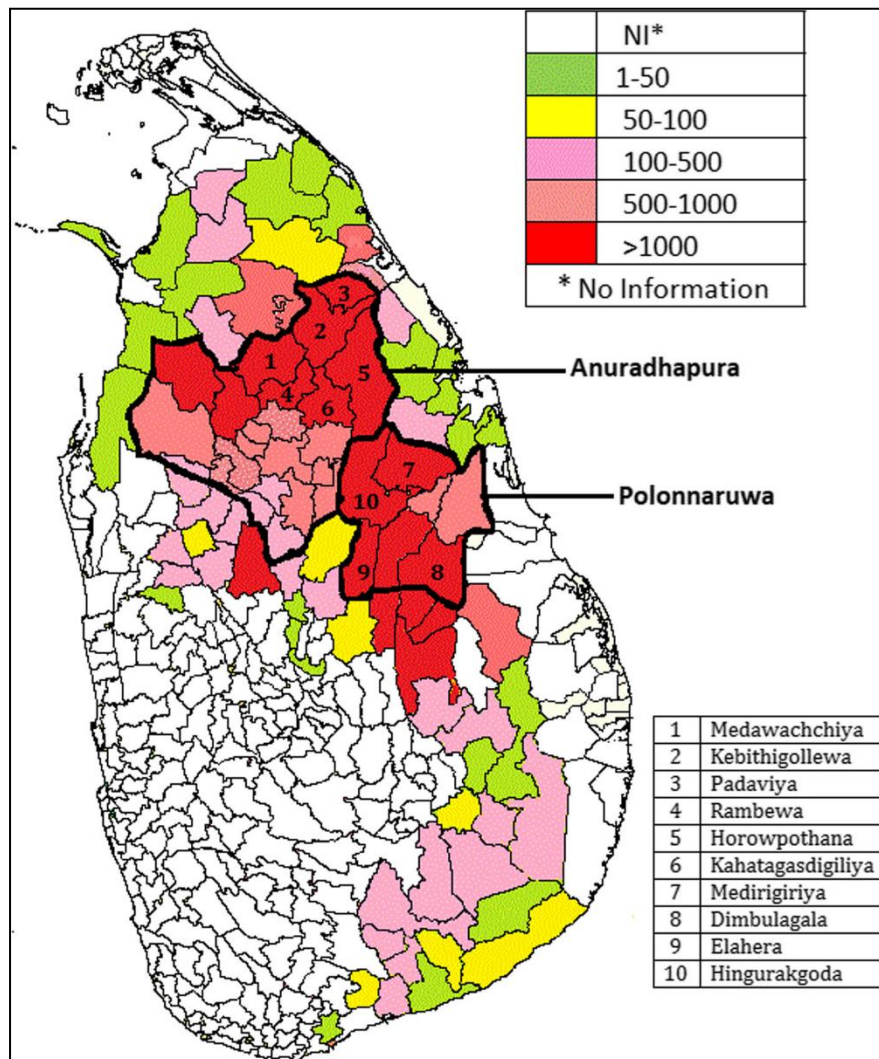 NI*
1-50
50-100
100-500
500-1000
>1000
* No Information
3
2
1
5
4
6
Anuradhapura
7
10
Polonnaruwa
9
8
1 Medawachchiya
2 Kebithigollewa
3 Padaviya
4 Rambewa
5 Horowpothana
6 Kahatagasdigiliya
7 Medirigiriya
8 Dimbulagala
9 Elahera
10 Hingurakgoda